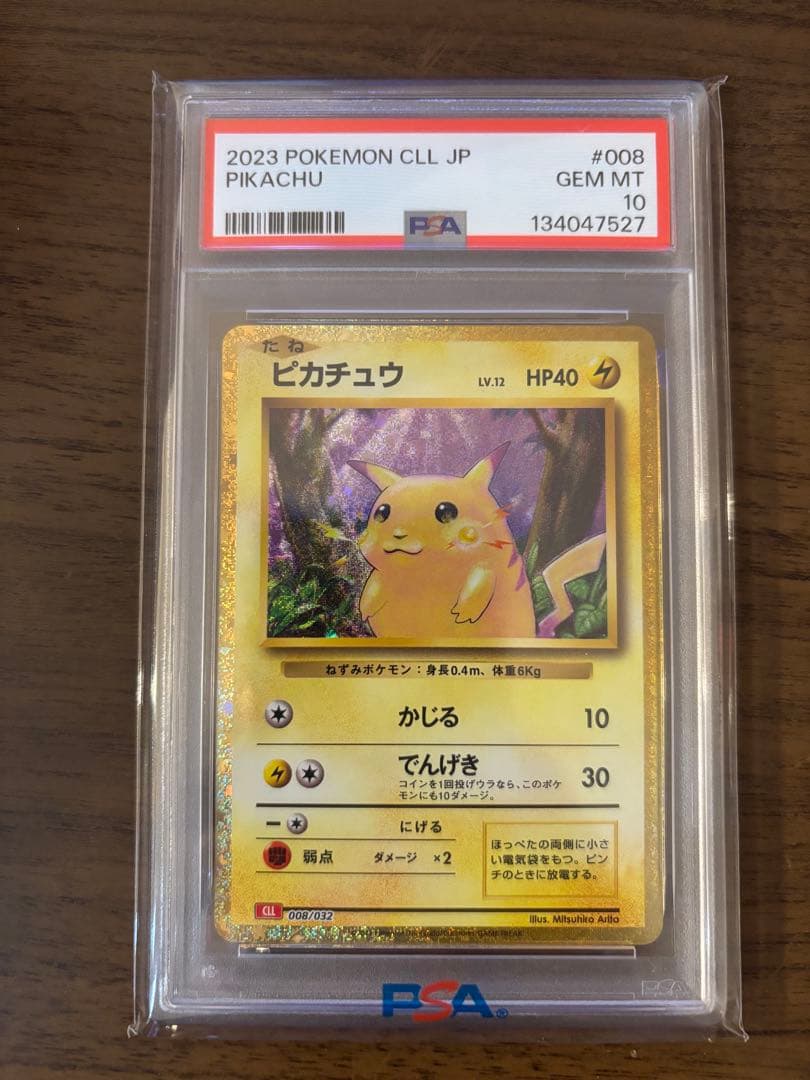 2023 POKEMON CLL JP #008
PIKACHU GEM MT
10
PSA 134047527
たね
ピカチュウ LV.12 HP40
ねずみポケモン：身長0.4m、体重6Kg
かじる 10
でんげき 30
コインを1回投げウラなら、このポケ
モンにも10ダメージ。
にげる
弱点 ダメージ ×2
ほっぺたの両側に小さ
い電気袋をもつ。ピン
チのときに放電する。
CLL 008/032
Illus. Mitsuhiro Arita
GAME FREAK
PSA
PSA®